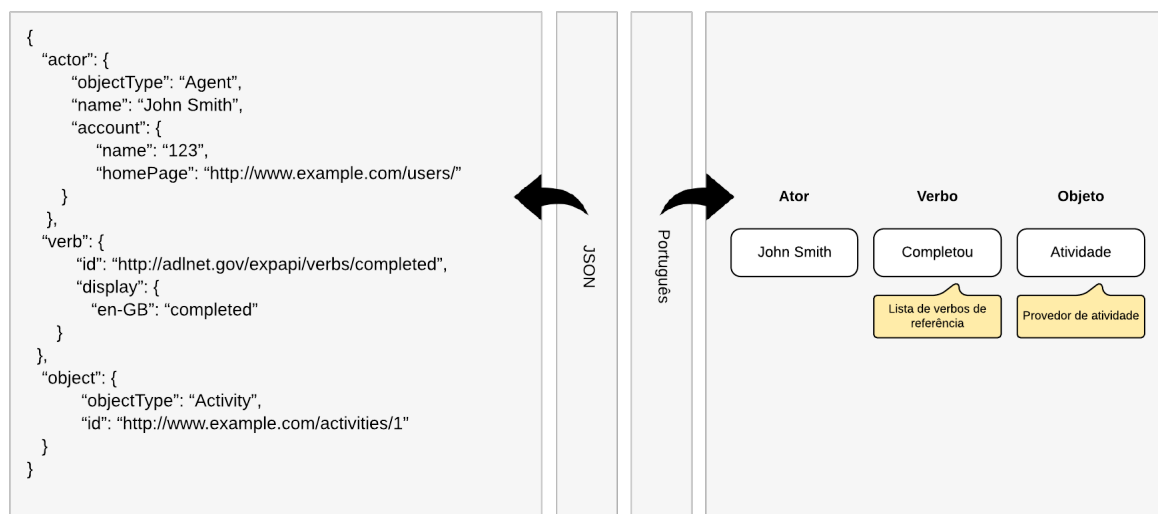 {
“actor”: {
“objectType”: “Agent”,
“name”: “John Smith”,
“account”: {
“name”: “123”,
“homePage”: “http://www.example.com/users/”
}
},
“verb”: {
“id”: “http://adlnet.gov/expapi/verbs/completed”,
“display”: {
“en-GB”: “completed”
}
},
“object”: {
“objectType”: “Activity”,
“id”: “http://www.example.com/activities/1”
}
}
JSON
Português
Ator Verbo Objeto
John Smith Completou Atividade
Lista de verbos de
referência
Provedor de atividade